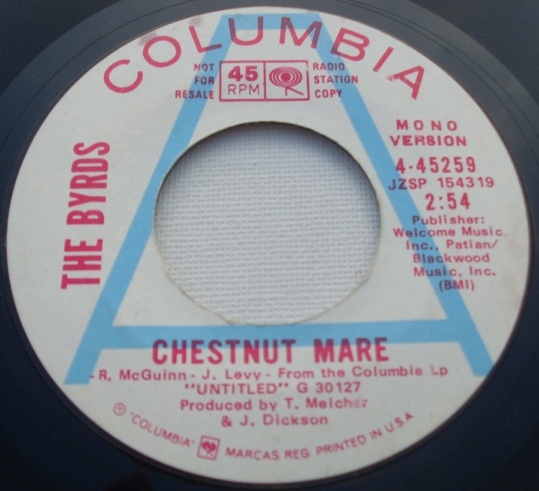 COLUMBIA
NOT
FOR
RESALE
45
RPM
RADIO
STATION
COPY
THE BYRDS
MONO
VERSION
4-45259
JZSP 154319
2:54
Publisher:
Welcome Music
Inc., Patian/
Blackwood
Music, Inc.
(BMI)
CHESTNUT MARE
-R. McGuinn - J. Levy - From the Columbia Lp
"UNTITLED" G 30127
Produced by T. Melcher
& J. Dickson
℗ "COLUMBIA" MARCAS REG. PRINTED IN U.S.A.